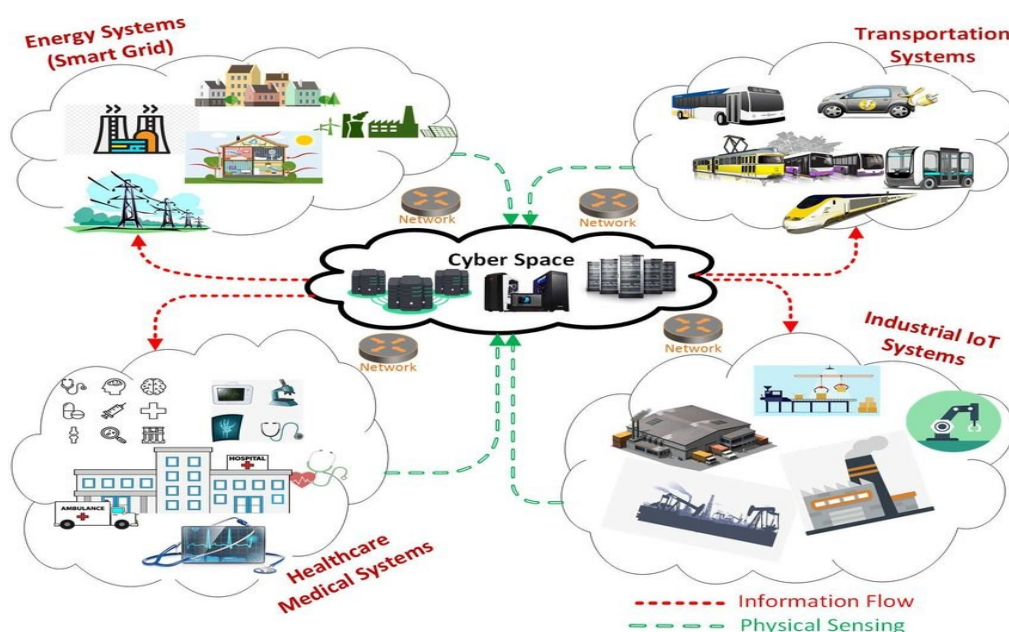 Energy Systems
(Smart Grid)
Transportation
Systems
Network
Network
Cyber Space
Network
Network
Industrial IoT
Systems
HOSPITAL
AMBULANCE
Healthcare
Medical Systems
Information Flow
Physical Sensing